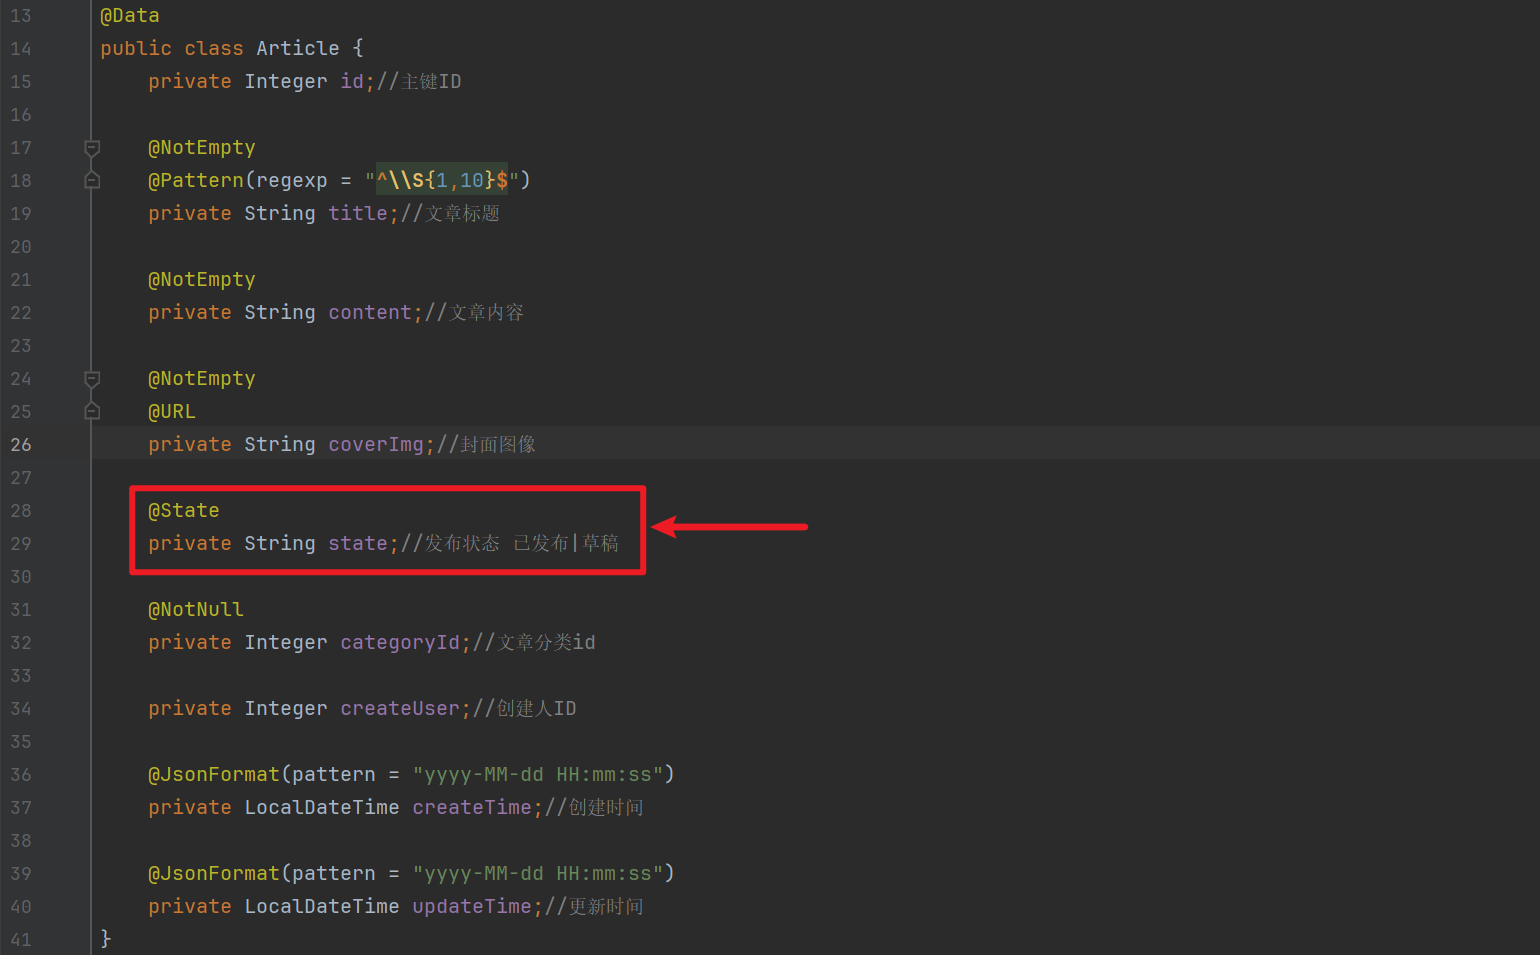 13 @Data
14 public class Article {
15     private Integer id;//主键ID
16
17     @NotEmpty
18     @Pattern(regexp = "^\\S{1,10}$")
19     private String title;//文章标题
20
21     @NotEmpty
22     private String content;//文章内容
23
24     @NotEmpty
25     @URL
26     private String coverImg;//封面图像
27
28     @State
29     private String state;//发布状态 已发布|草稿
30
31     @NotNull
32     private Integer categoryId;//文章分类id
33
34     private Integer createUser;//创建人ID
35
36     @JsonFormat(pattern = "yyyy-MM-dd HH:mm:ss")
37     private LocalDateTime createTime;//创建时间
38
39     @JsonFormat(pattern = "yyyy-MM-dd HH:mm:ss")
40     private LocalDateTime updateTime;//更新时间
41 }